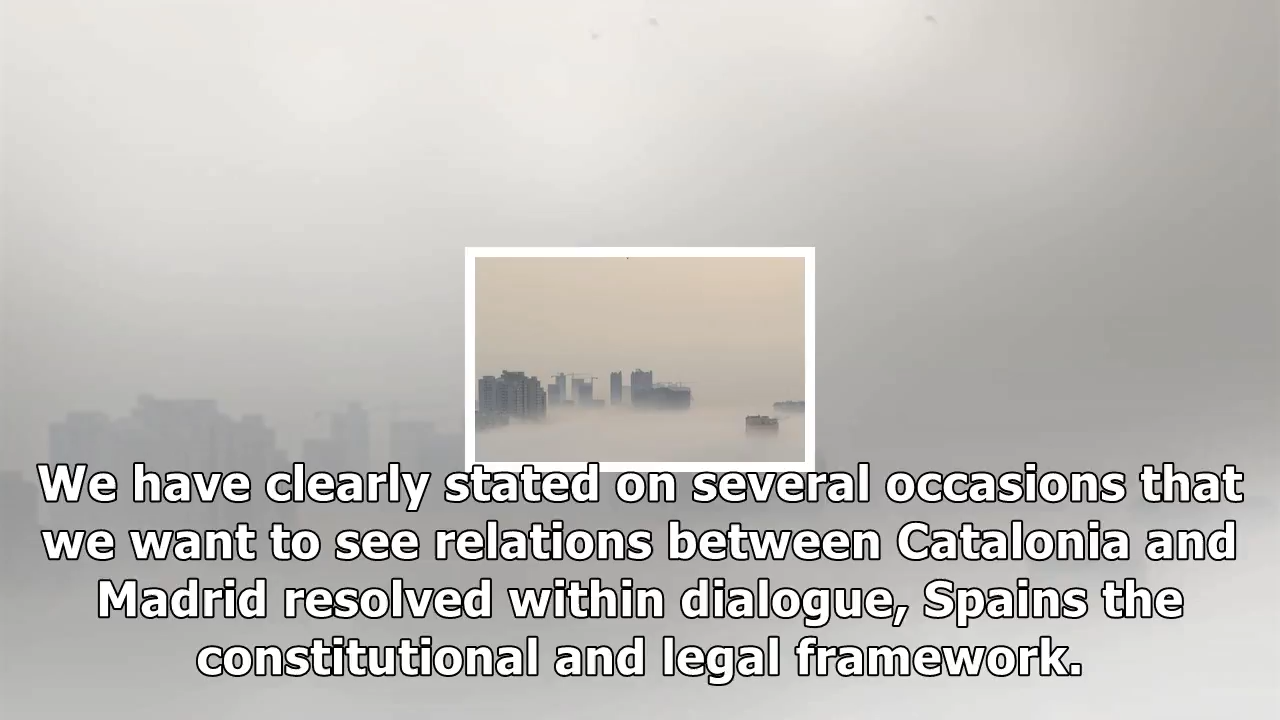 We have clearly stated on several occasions that
we want to see relations between Catalonia and
Madrid resolved within dialogue, Spains the
constitutional and legal framework.